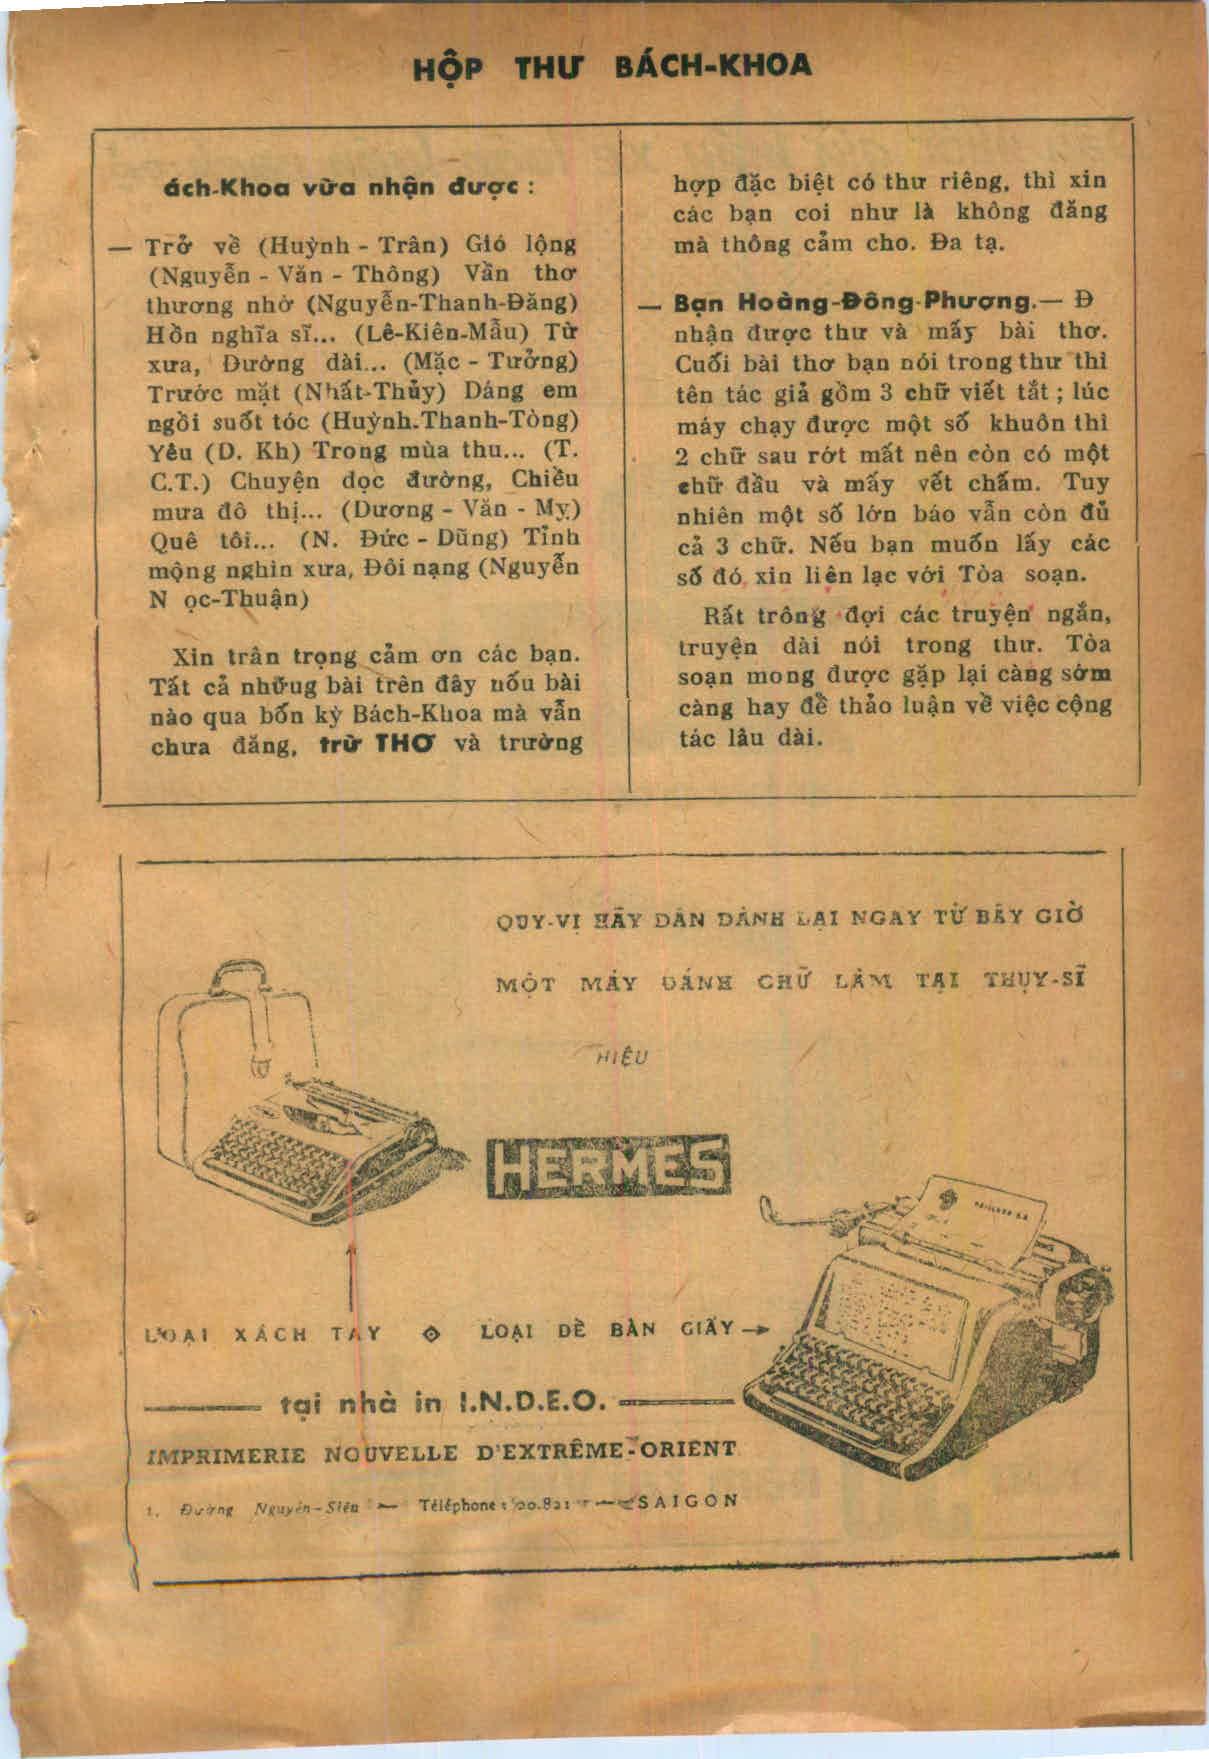 HỘP THƯ BÁCH-KHOA
ách-Khoa vừa nhận được :
— Trở về (Huỳnh - Trân) Gió lộng
(Nguyễn - Văn - Thông) Vần thơ
thương nhớ (Nguyễn-Thanh-Đăng)
Hồn nghĩa sĩ... (Lê-Kiên-Mẫu) Từ
xưa, Đường dài... (Mặc - Tưởng)
Trước mặt (Nhất-Thủy) Dáng em
ngồi suốt tóc (Huỳnh-Thanh-Tòng)
Yêu (D. Kh) Trong mùa thu... (T.
C.T.) Chuyện dọc đường, Chiều
mưa đô thị... (Dương - Văn - Mỵ)
Quê tôi... (N. Đức - Dũng) Tỉnh
mộng nghìn xưa, Đôi nạng (Nguyễn
N ọc-Thuận)
Xin trân trọng cảm ơn các bạn.
Tất cả nhữug bài trên đây nếu bài
nào qua bốn kỳ Bách-Khoa mà vẫn
chưa đăng, trừ THƠ và trường
hợp đặc biệt có thư riêng, thì xin
các bạn coi như là không đăng
mà thông cảm cho. Đa tạ.
— Bạn Hoàng-Đông-Phương.— Đ
nhận được thư và mấy bài thơ.
Cuối bài thơ bạn nói trong thư thì
tên tác giả gồm 3 chữ viết tắt ; lúc
máy chạy được một số khuôn thì
2 chữ sau rớt mất nên còn có một
chữ đầu và mấy vết chấm. Tuy
nhiên một số lớn báo vẫn còn đủ
cả 3 chữ. Nếu bạn muốn lấy các
số đó xin liên lạc với Tòa soạn.
Rất trông đợi các truyện ngắn,
truyện dài nói trong thư. Tòa
soạn mong được gặp lại càng sớm
càng hay để thảo luận về việc cộng
tác lâu dài.
QUY-VỊ HÃY DÀN DÀNH LẠI NGAY TỪ BÂY GIỜ
MỘT MÁY ĐÁNH CHỮ LÀM TẠI THỤY-SĨ
HIỆU
HERMES
LOẠI XÁCH TAY ◇ LOẠI ĐỀ BÀN GIẤY →
tại nhà in I.N.D.E.O.
IMPRIMERIE NOUVELLE D'EXTRÊME-ORIENT
1. Đường Nguyễn-Siêu — Téléphone : 20.821 — SAIGON